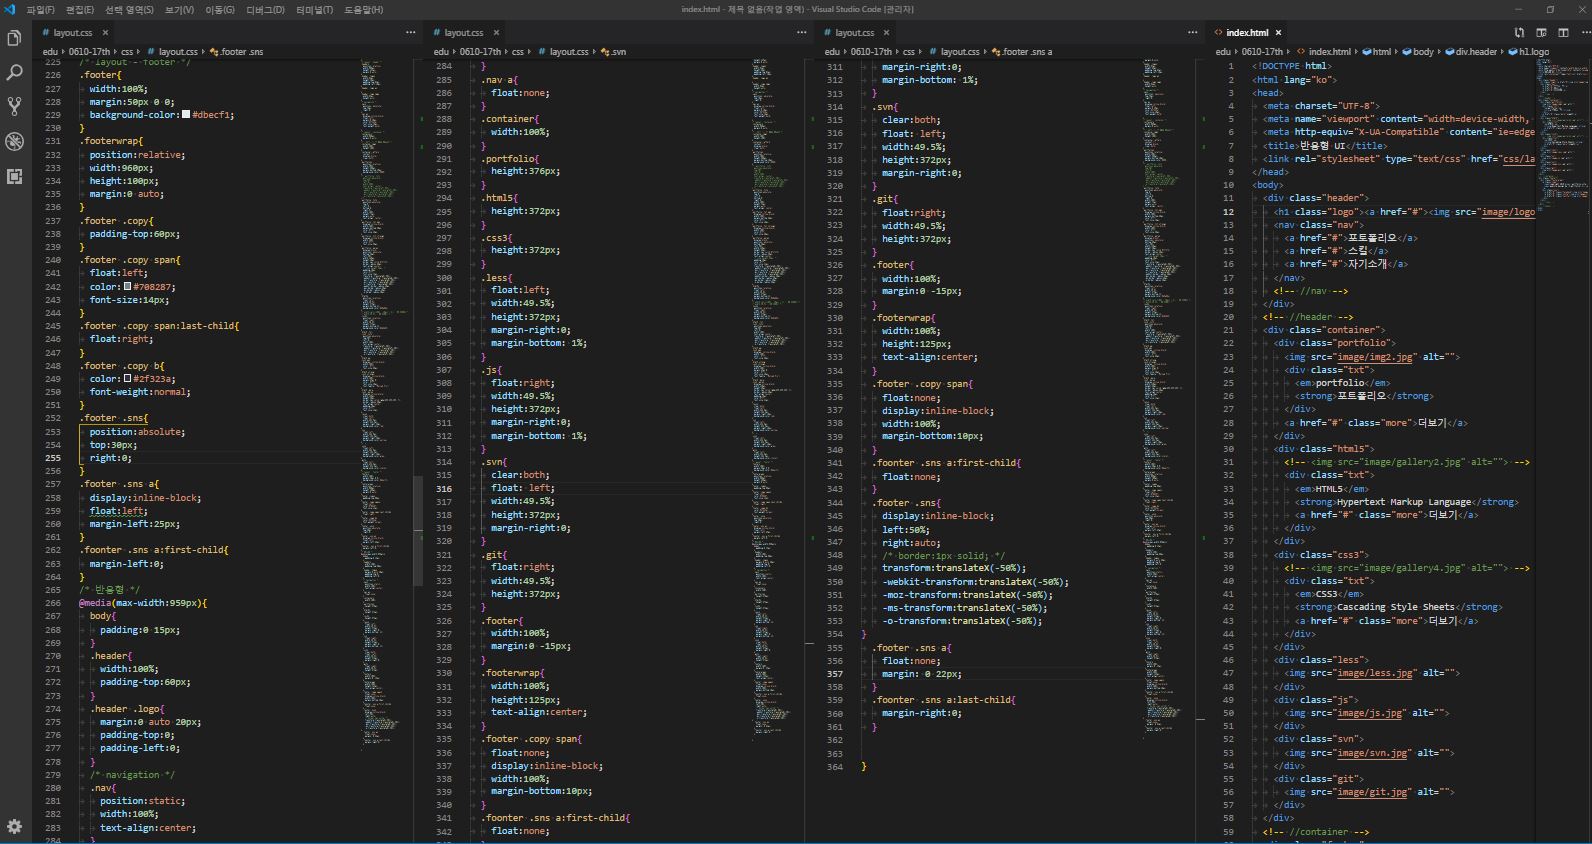 파일(F) 편집(E) 선택 영역(S) 보기(V) 이동(G) 디버그(D) 터미널(T) 도움말(H)
index.html - 제목 없음(작업 영역) - Visual Studio Code [관리자]
# layout.css ×
edu › 0610-17th › css › # layout.css › .footer .sns
225 /* layout - footer */
226 .footer{
227 width:100%;
228 margin:50px 0 0;
229 background-color: #dbecf1;
230 }
231 .footerwrap{
232 position:relative;
233 width:960px;
234 height:100px;
235 margin:0 auto;
236 }
237 .footer .copy{
238 padding-top:60px;
239 }
240 .footer .copy span{
241 float:left;
242 color: #708287;
243 font-size:14px;
244 }
245 .footer .copy span:last-child{
246 float:right;
247 }
248 .footer .copy b{
249 color: #2f323a;
250 font-weight:normal;
251 }
252 .footer .sns{
253 position:absolute;
254 top:30px;
255 right:0;
256 }
257 .footer .sns a{
258 display:inline-block;
259 float:left;
260 margin-left:25px;
261 }
262 .foonter .sns a:first-child{
263 margin-left:0;
264 }
265 /* 반응형 */
266 @media(max-width:959px){
267 body{
268 padding:0 15px;
269 }
270 .header{
271 width:100%;
272 padding-top:60px;
273 }
274 .header .logo{
275 margin:0 auto 20px;
276 padding-top:0;
277 padding-left:0;
278 }
279 /* navigation */
280 .nav{
281 position:static;
282 width:100%;
283 text-align:center;
284 }
# layout.css ×
edu › 0610-17th › css › # layout.css › .svn
284 }
285 .nav a{
286 float:none;
287 }
288 .container{
289 width:100%;
290 }
291 .portfolio{
292 height:376px;
293 }
294 .html5{
295 height:372px;
296 }
297 .css3{
298 height:372px;
299 }
300 .less{
301 float:left;
302 width:49.5%;
303 height:372px;
304 margin-right:0;
305 margin-bottom: 1%;
306 }
307 .js{
308 float:right;
309 width:49.5%;
310 height:372px;
311 margin-right:0;
312 margin-bottom: 1%;
313 }
314 .svn{
315 clear:both;
316 float: left;
317 width:49.5%;
318 height:372px;
319 margin-right:0;
320 }
321 .git{
322 float:right;
323 width:49.5%;
324 height:372px;
325 }
326 .footer{
327 width:100%;
328 margin:0 -15px;
329 }
330 .footerwrap{
331 width:100%;
332 height:125px;
333 text-align:center;
334 }
335 .footer .copy span{
336 float:none;
337 display:inline-block;
338 width:100%;
339 margin-bottom:10px;
340 }
341 .foonter .sns a:first-child{
342 float:none;
# layout.css ×
edu › 0610-17th › css › # layout.css › .footer .sns a
311 margin-right:0;
312 margin-bottom: 1%;
313 }
314 .svn{
315 clear:both;
316 float: left;
317 width:49.5%;
318 height:372px;
319 margin-right:0;
320 }
321 .git{
322 float:right;
323 width:49.5%;
324 height:372px;
325 }
326 .footer{
327 width:100%;
328 margin:0 -15px;
329 }
330 .footerwrap{
331 width:100%;
332 height:125px;
333 text-align:center;
334 }
335 .footer .copy span{
336 float:none;
337 display:inline-block;
338 width:100%;
339 margin-bottom:10px;
340 }
341 .foonter .sns a:first-child{
342 float:none;
343 }
344 .footer .sns{
345 display:inline-block;
346 left:50%;
347 right:auto;
348 /* border:1px solid; */
349 transform:translateX(-50%);
350 -webkit-transform:translateX(-50%);
351 -moz-transform:translateX(-50%);
352 -ms-transform:translateX(-50%);
353 -o-transform:translateX(-50%);
354 }
355 .footer .sns a{
356 float:none;
357 margin: 0 22px;
358 }
359 .foonter .sns a:last-child{
360 margin-right:0;
361 }
362
363
364 }
index.html ×
edu › 0610-17th › index.html › html › body › div.header › h1.logo
1 <!DOCTYPE html>
2 <html lang="ko">
3 <head>
4 <meta charset="UTF-8">
5 <meta name="viewport" content="width=device-width,
6 <meta http-equiv="X-UA-Compatible" content="ie=edge
7 <title>반응형 UI</title>
8 <link rel="stylesheet" type="text/css" href="css/la
9 </head>
10 <body>
11 <div class="header">
12 <h1 class="logo"><a href="#"><img src="image/logo
13 <nav class="nav">
14 <a href="#">포트폴리오</a>
15 <a href="#">스킬</a>
16 <a href="#">자기소개</a>
17 </nav>
18 <!-- //nav -->
19 </div>
20 <!-- //header -->
21 <div class="container">
22 <div class="portfolio">
23 <img src="image/img2.jpg" alt="">
24 <div class="txt">
25 <em>portfolio</em>
26 <strong>포트폴리오</strong>
27 </div>
28 <a href="#" class="more">더보기</a>
29 </div>
30 <div class="html5">
31 <!-- <img src="image/gallery2.jpg" alt=""> -->
32 <div class="txt">
33 <em>HTML5</em>
34 <strong>Hypertext Markup Language</strong>
35 <a href="#" class="more">더보기</a>
36 </div>
37 </div>
38 <div class="css3">
39 <!-- <img src="image/gallery4.jpg" alt=""> -->
40 <div class="txt">
41 <em>CSS3</em>
42 <strong>Cascading Style Sheets</strong>
43 <a href="#" class="more">더보기</a>
44 </div>
45 </div>
46 <div class="less">
47 <img src="image/less.jpg" alt="">
48 </div>
49 <div class="js">
50 <img src="image/js.jpg" alt="">
51 </div>
52 <div class="svn">
53 <img src="image/svn.jpg" alt="">
54 </div>
55 <div class="git">
56 <img src="image/git.jpg" alt="">
57 </div>
58 </div>
59 <!-- //container -->